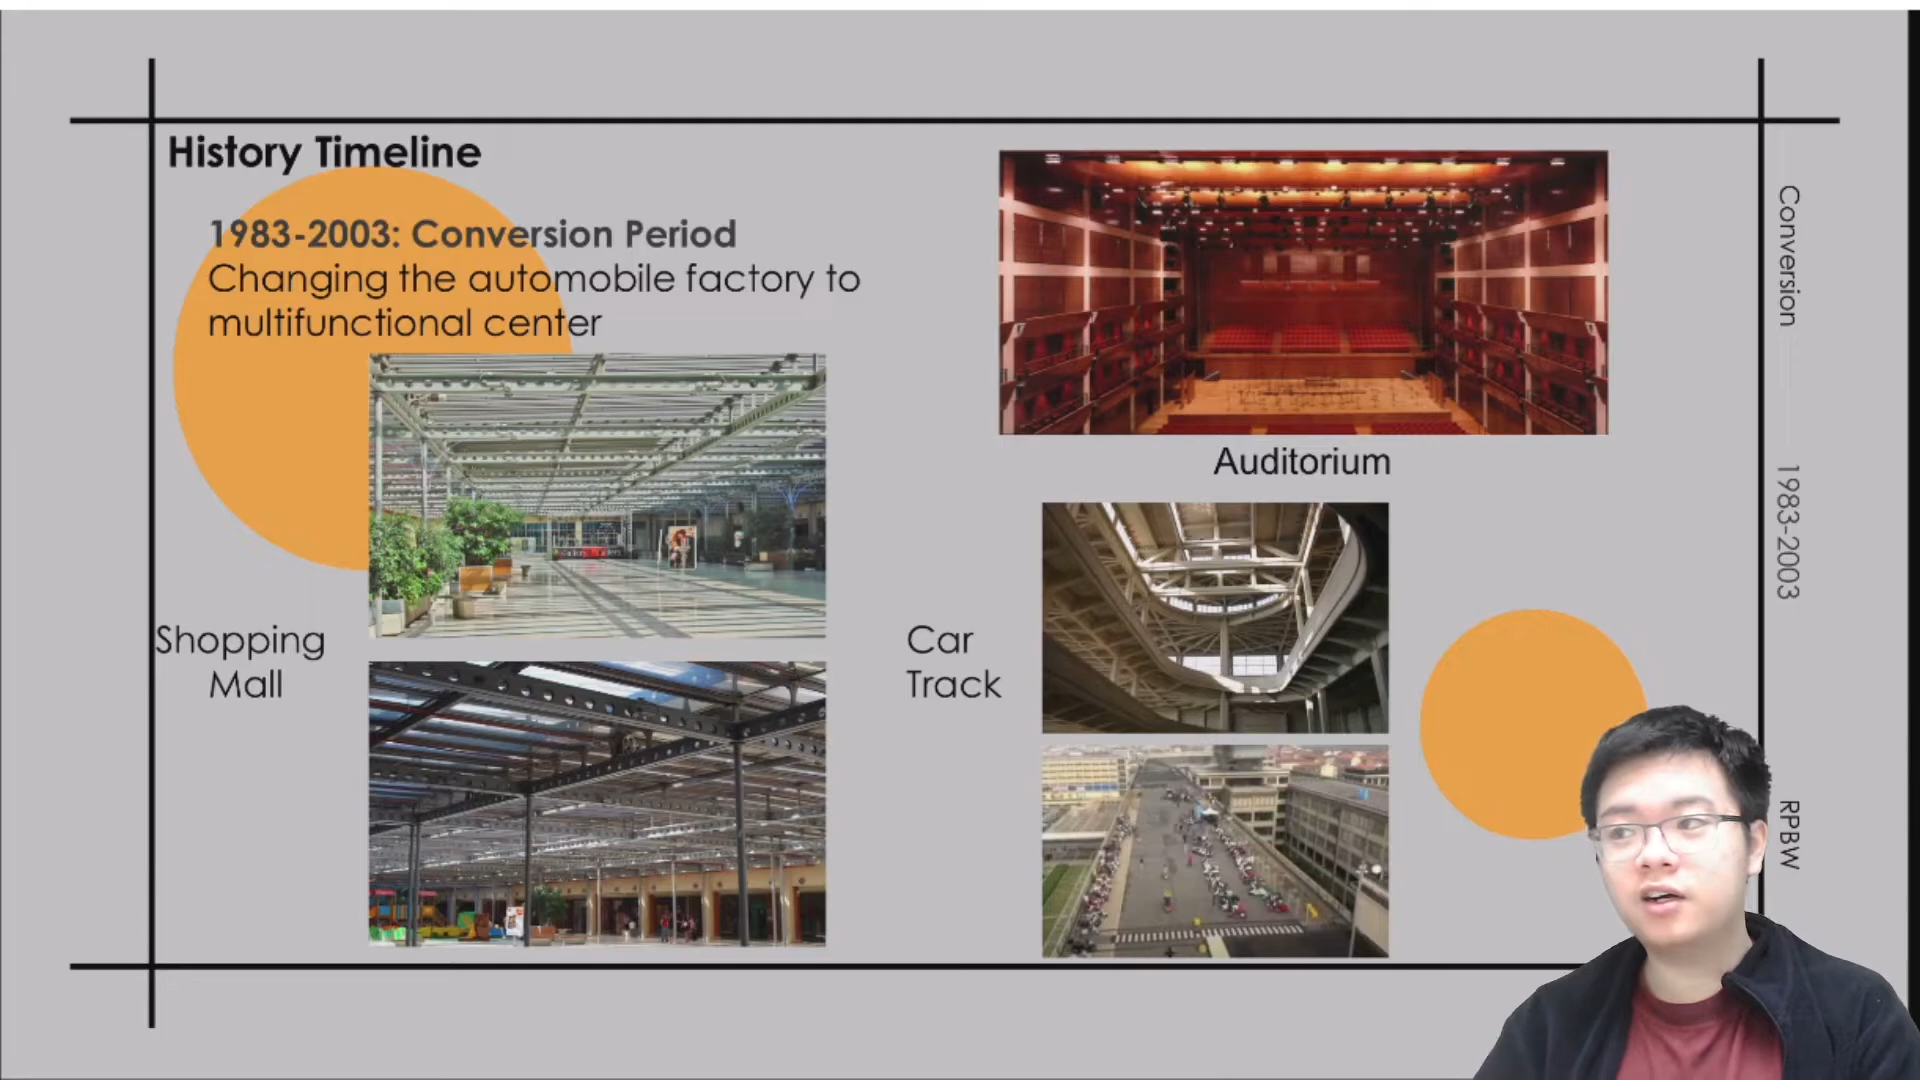 History Timeline
1983-2003: Conversion Period
Changing the automobile factory to
multifunctional center
Auditorium
Shopping
Mall
Car
Track
Conversion
1983-2003
RPBW